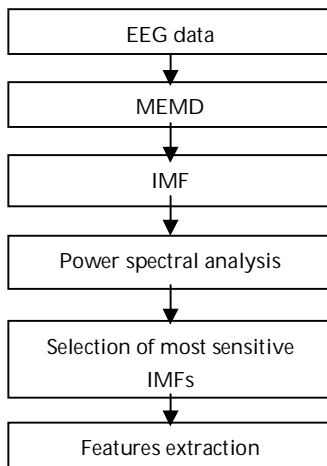 EEG data
MEMD
IMF
Power spectral analysis
Selection of most sensitive
IMFs
Features extraction